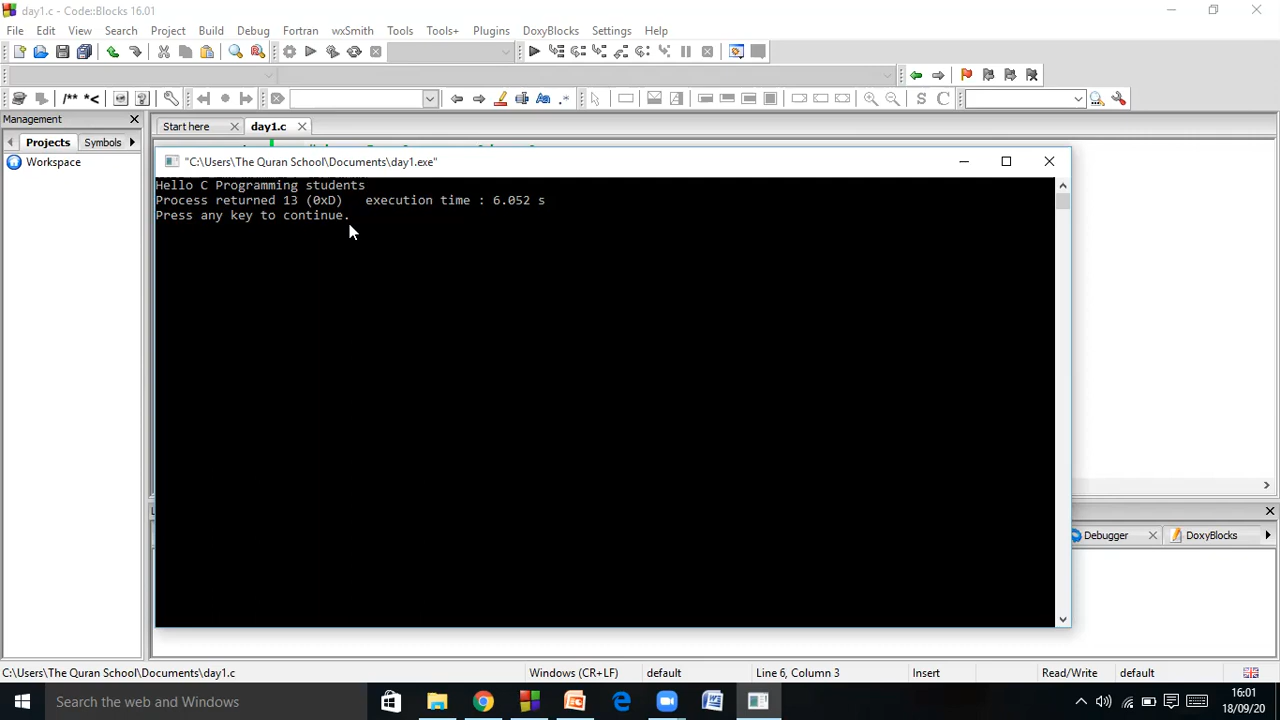 day1.c - Code::Blocks 16.01
File Edit View Search Project Build Debug Fortran wxSmith Tools Tools+ Plugins DoxyBlocks Settings Help
/** *<
S C
Management
Start here
day1.c
Projects
Symbols
Workspace
"C:\Users\The Quran School\Documents\day1.exe"
Hello C Programming students
Process returned 13 (0xD) execution time : 6.052 s
Press any key to continue.
Debugger
DoxyBlocks
C:\Users\The Quran School\Documents\day1.c
Windows (CR+LF)
default
Line 6, Column 3
Insert
Read/Write
default
Search the web and Windows
16:01
18/09/20